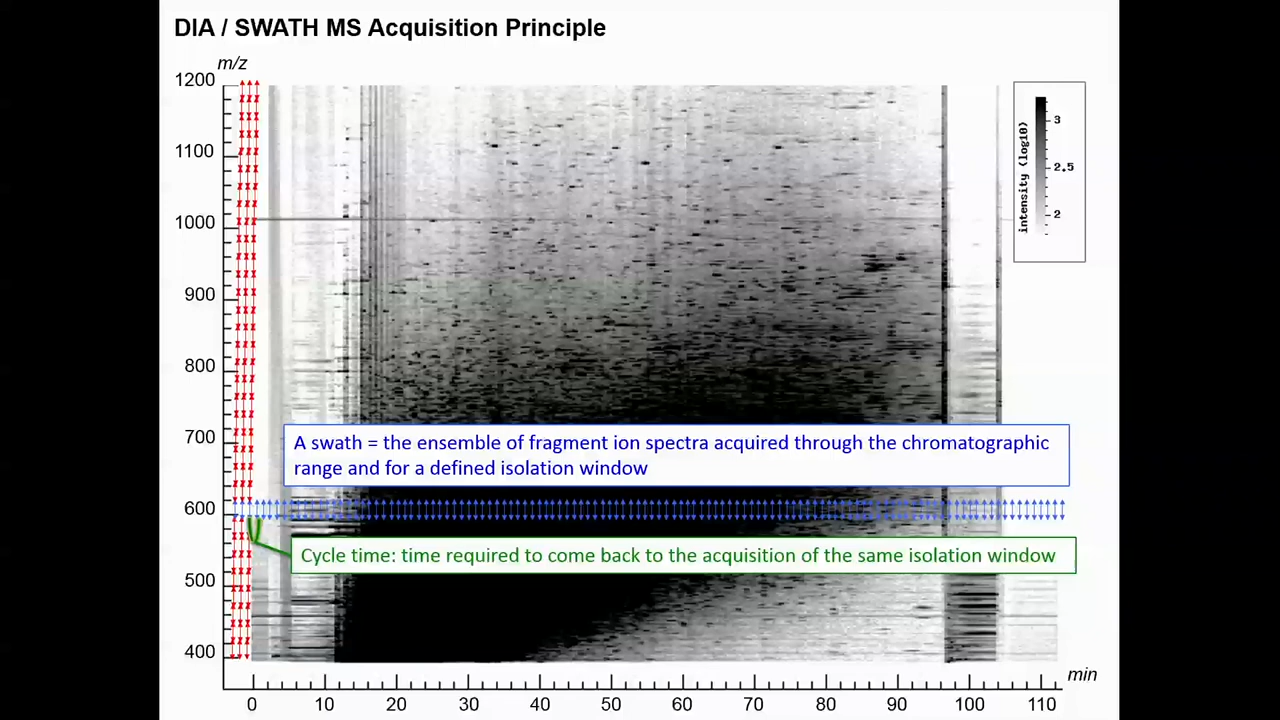 DIA / SWATH MS Acquisition Principle
m/z
1200
1100
1000
900
800
700
600
500
400
intensity (log10)
3
2.5
2
A swath = the ensemble of fragment ion spectra acquired through the chromatographic
range and for a defined isolation window
Cycle time: time required to come back to the acquisition of the same isolation window
min
0 10 20 30 40 50 60 70 80 90 100 110